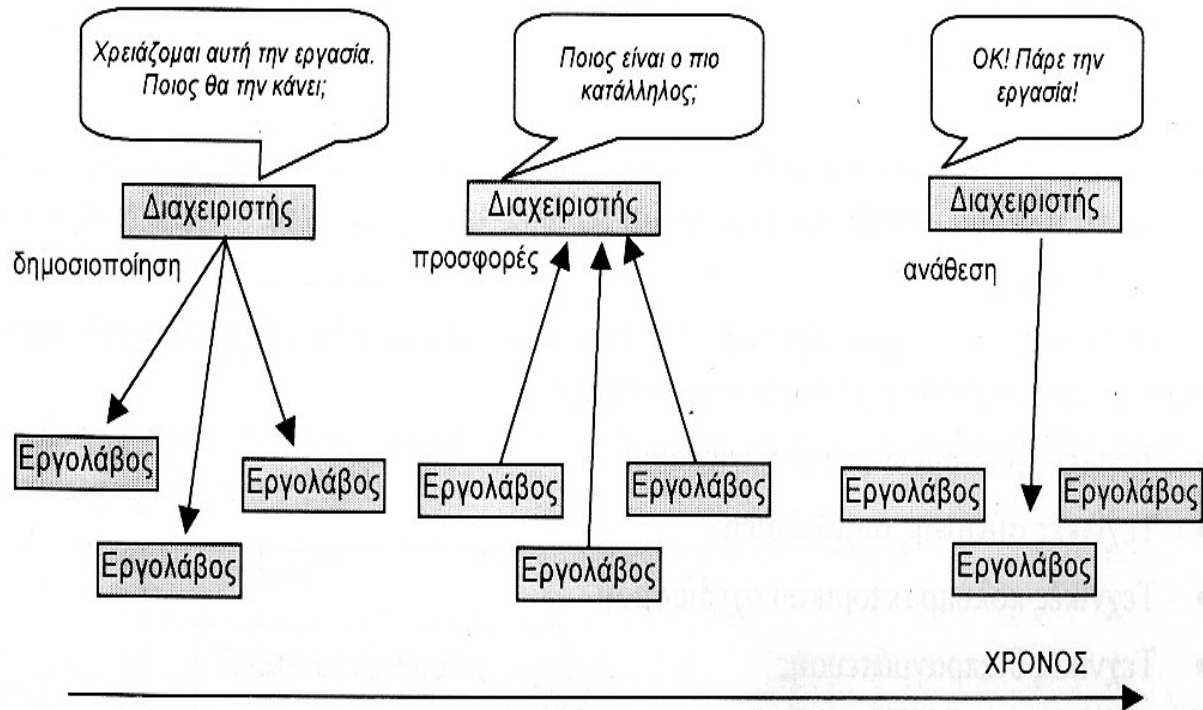 Χρειάζομαι αυτή την εργασία.
Ποιος θα την κάνει;
Ποιος είναι ο πιο
κατάλληλος;
ΟΚ! Πάρε την
εργασία!
Διαχειριστής
Διαχειριστής
Διαχειριστής
δημοσιοποίηση
προσφορές
ανάθεση
Εργολάβος
Εργολάβος
Εργολάβος
Εργολάβος
Εργολάβος
Εργολάβος
Εργολάβος
Εργολάβος
Εργολάβος
ΧΡΟΝΟΣ